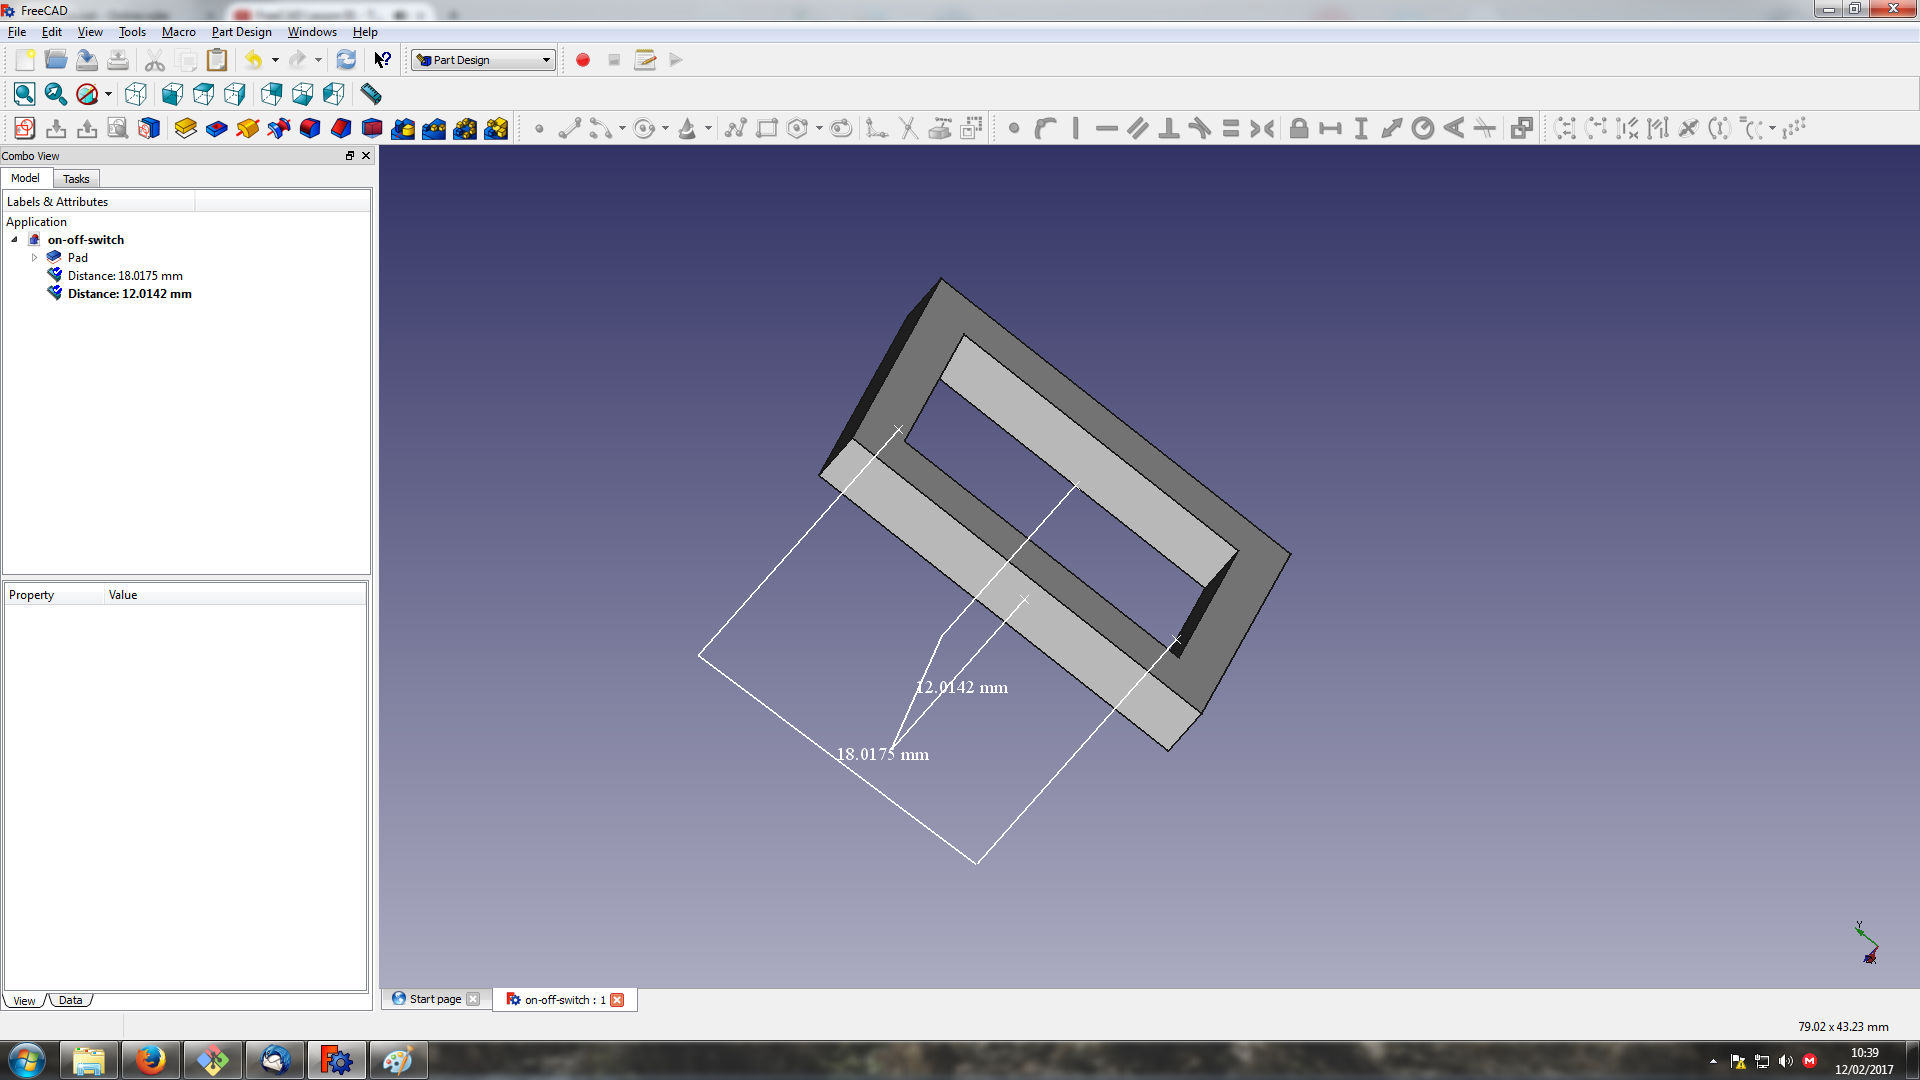 FreeCAD
File Edit View Tools Macro Part Design Windows Help
Part Design
Combo View
Model Tasks
Labels & Attributes
Application
on-off-switch
Pad
Distance: 18.0175 mm
Distance: 12.0142 mm
12.0142 mm
18.0175 mm
Property Value
Y
View Data
Start page
on-off-switch : 1
79.02 x 43.23 mm
10:39
12/02/2017